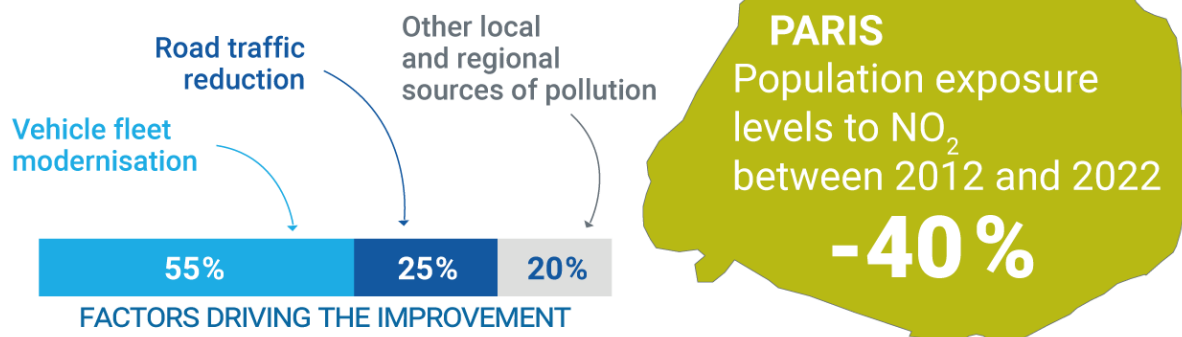 Other local
and regional
sources of pollution
Road traffic
reduction
Vehicle fleet
modernisation
55%
25%
20%
FACTORS DRIVING THE IMPROVEMENT
PARIS
Population exposure
levels to NO₂
between 2012 and 2022
-40%